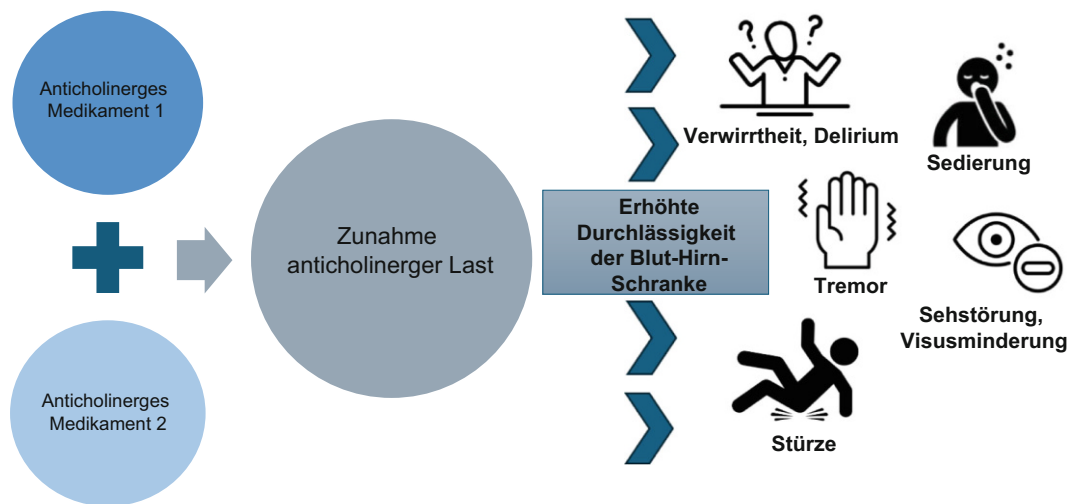 Anticholinerges
Medikament 1
Anticholinerges
Medikament 2
Zunahme
anticholinerger Last
Erhöhte
Durchlässigkeit
der Blut-Hirn-
Schranke
? ?
Verwirrtheit, Delirium
Sedierung
Tremor
Sehstörung,
Visusminderung
Stürze